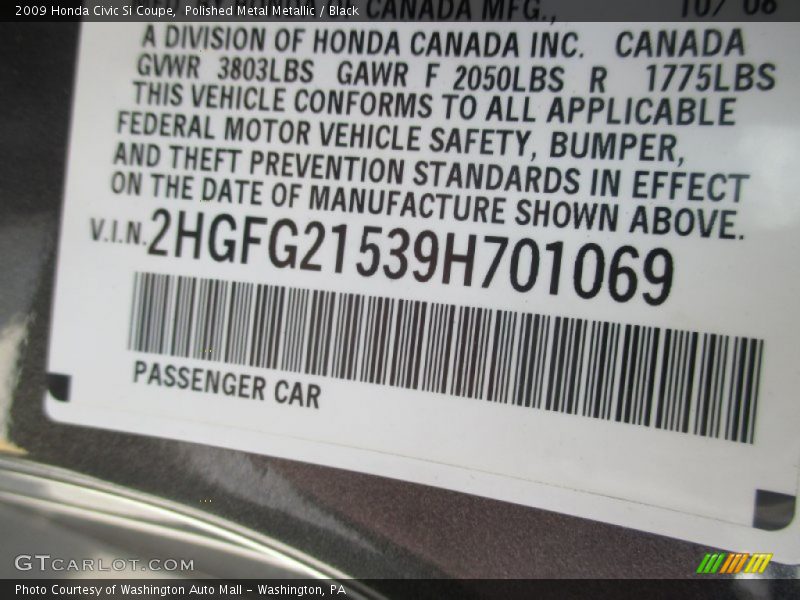 2009 Honda Civic Si Coupe, Polished Metal Metallic / Black
CANADA MFG., 10/ 08
A DIVISION OF HONDA CANADA INC. CANADA
GVWR 3803LBS GAWR F 2050LBS R 1775LBS
THIS VEHICLE CONFORMS TO ALL APPLICABLE
FEDERAL MOTOR VEHICLE SAFETY, BUMPER,
AND THEFT PREVENTION STANDARDS IN EFFECT
ON THE DATE OF MANUFACTURE SHOWN ABOVE.
V.I.N. 2HGFG21539H701069
PASSENGER CAR
GTCARLOT.COM
Photo Courtesy of Washington Auto Mall - Washington, PA